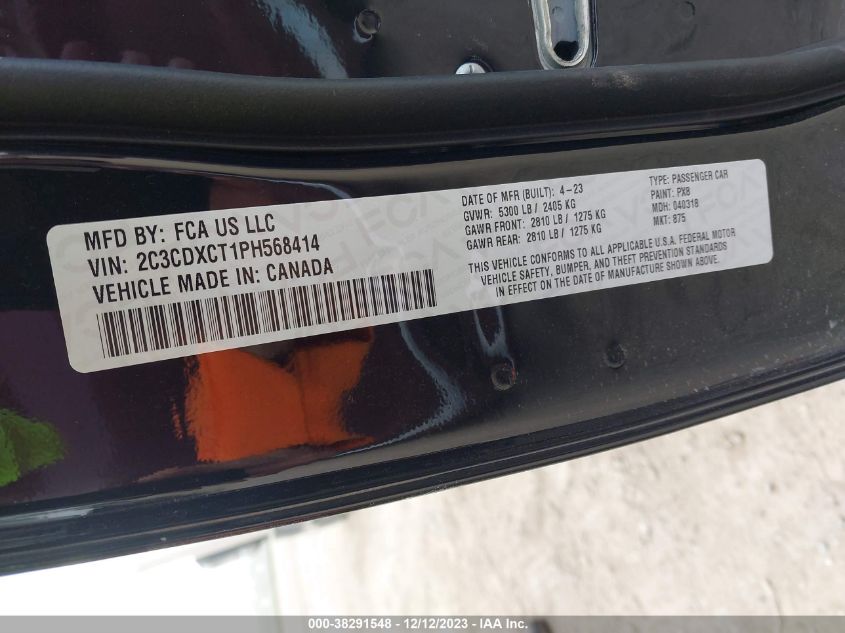 MFD BY: FCA US LLC
VIN: 2C3CDXCT1PH568414
VEHICLE MADE IN: CANADA
DATE OF MFR (BUILT): 4-23
GVWR: 5300 LB / 2405 KG
GAWR FRONT: 2810 LB / 1275 KG
GAWR REAR: 2810 LB / 1275 KG
TYPE: PASSENGER CAR
PAINT: PX8
MDH: 040318
MKT: 875
THIS VEHICLE CONFORMS TO ALL APPLICABLE U.S.A. FEDERAL MOTOR
VEHICLE SAFETY, BUMPER, AND THEFT PREVENTION STANDARDS
IN EFFECT ON THE DATE OF MANUFACTURE SHOWN ABOVE.
000-38291548 - 12/12/2023 - IAA Inc.